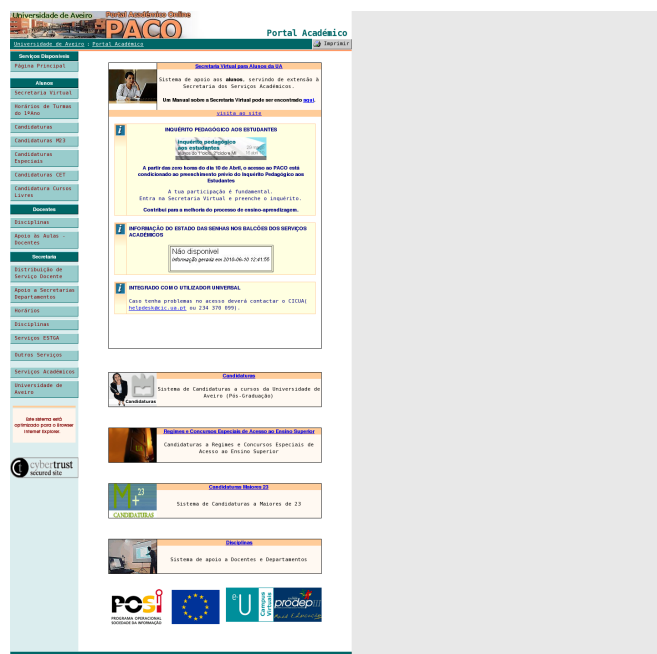 Universidade de Aveiro
Portal Académico Online
PACO
Portal Académico
Universidade de Aveiro : Portal Académico
Imprimir
Serviços Disponíveis
Página Principal
Alunos
Secretaria Virtual
Horários de Turmas
do 1ºAno
Candidaturas
Candidaturas M23
Candidaturas
Especiais
Candidaturas CET
Candidatura Cursos
Livres
Docentes
Disciplinas
Apoio às Aulas -
Docentes
Secretaria
Distribuição de
Serviço Docente
Apoio a Secretarias
Departamentos
Horários
Disciplinas
Serviços ESTGA
Outros Serviços
Serviços Académicos
Universidade de
Aveiro
Este sistema está
optimizado para o Browse
Internet Explorer.
cybertrust
secured site
Secretaria Virtual para Alunos da UA
Sistema de apoio aos alunos, servindo de extensão à
Secretaria dos Serviços Académicos.
Um Manual sobre a Secretaria Virtual pode ser encontrado aqui.
visita ao site
INQUÉRITO PEDAGÓGICO AOS ESTUDANTES
Inquérito pedagógico
aos estudantes
A partir das zero horas do dia 10 de Abril, o acesso ao PACO está
condicionado ao preenchimento prévio do Inquérito Pedagógico aos
Estudantes
A tua participação é fundamental.
Entra na Secretaria Virtual e preenche o inquérito.
Contribui para a melhoria do processo de ensino-aprendizagem.
INFORMAÇÃO DO ESTADO DAS SENHAS NOS BALCÕES DOS SERVIÇOS
ACADÉMICOS
Não disponível
Informação gerada em 2010-06-10 12:41:55
INTEGRADO COM O UTILIZADOR UNIVERSAL
Caso tenha problemas no acesso deverá contactar o CICUA(
helpdesk@cic.ua.pt ou 234 370 099).
Candidaturas
Candidaturas
Sistema de Candidaturas a cursos da Universidade de
Aveiro (Pós-Graduação)
Regimes e Concursos Especiais de Acesso ao Ensino Superior
Candidaturas a Regimes e Concursos Especiais de
Acesso ao Ensino Superior
M+23
CANDIDATURAS
Candidaturas Maiores 23
Sistema de Candidaturas a Maiores de 23
Disciplinas
Sistema de apoio a Docentes e Departamentos
POSI
PROGRAMA OPERACIONAL
SOCIEDADE DA INFORMAÇÃO
e U
Campus
Virtuais
prodep III